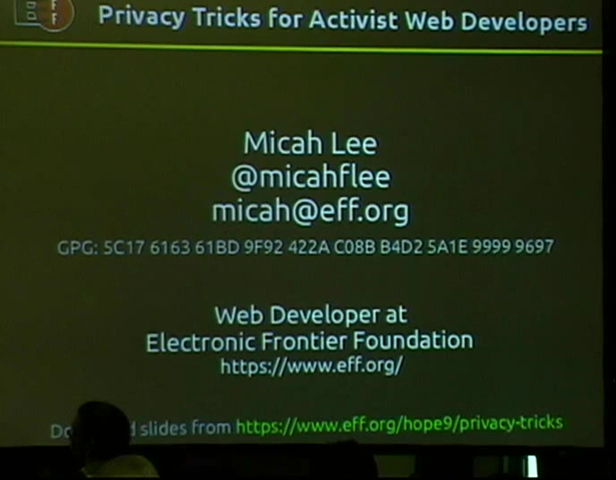 Privacy Tricks for Activist Web Developers
Micah Lee
@micahflee
micah@eff.org
GPG: 5C17 6163 61BD 9F92 422A C08B B4D2 5A1E 9999 9697
Web Developer at
Electronic Frontier Foundation
https://www.eff.org/
slides from https://www.eff.org/hope9/privacy-tricks